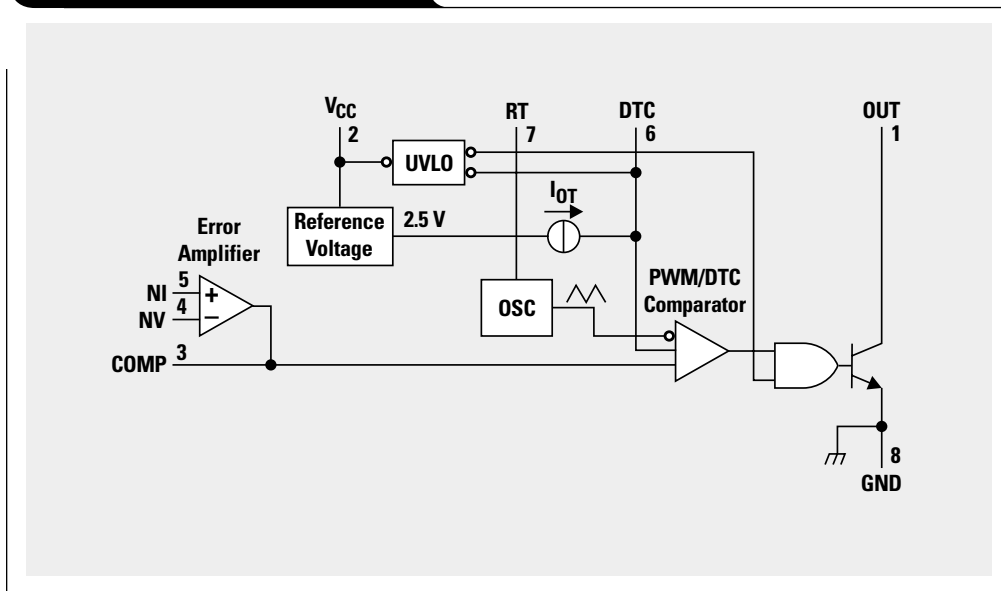 VCC
2
RT
7
DTC
6
OUT
1
UVLO
IOT
Reference
Voltage
2.5 V
Error
Amplifier
PWM/DTC
Comparator
NI 5
+
NV 4
−
OSC
COMP 3
8
GND